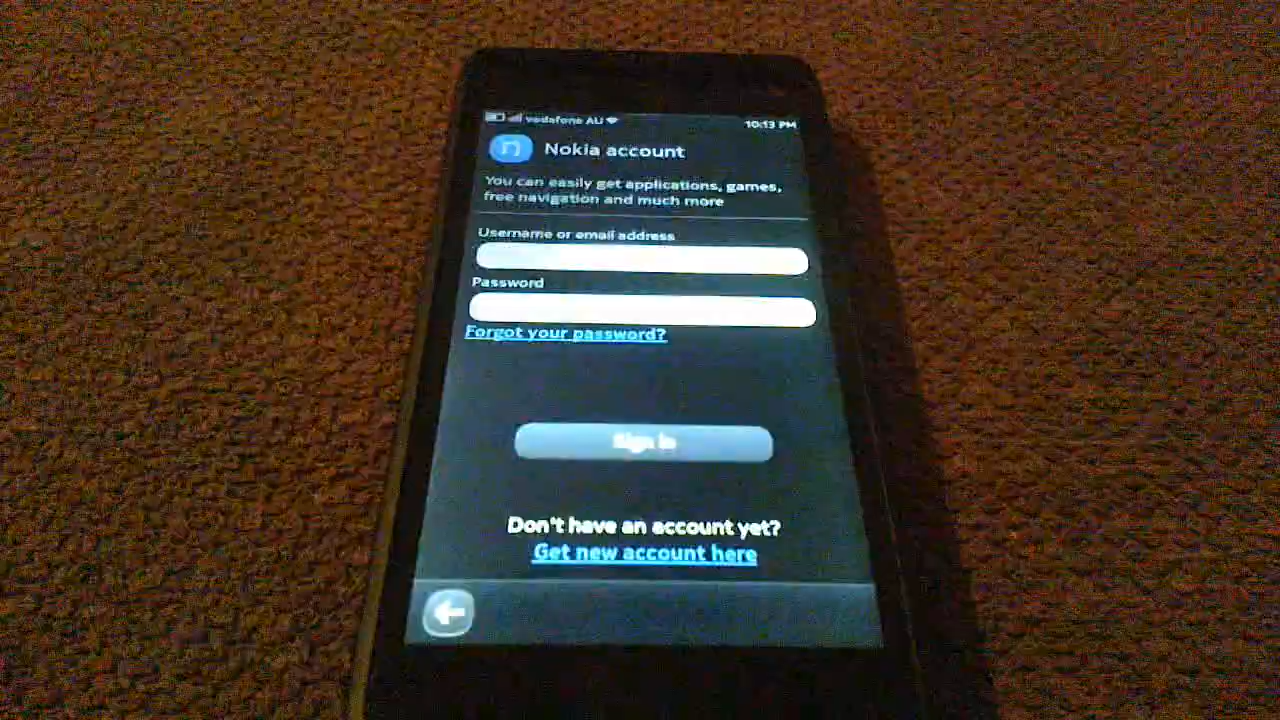 vodafone AU 10:13 PM
Nokia account
You can easily get applications, games,
free navigation and much more
Username or email address
Password
Forgot your password?
Sign in
Don't have an account yet?
Get new account here